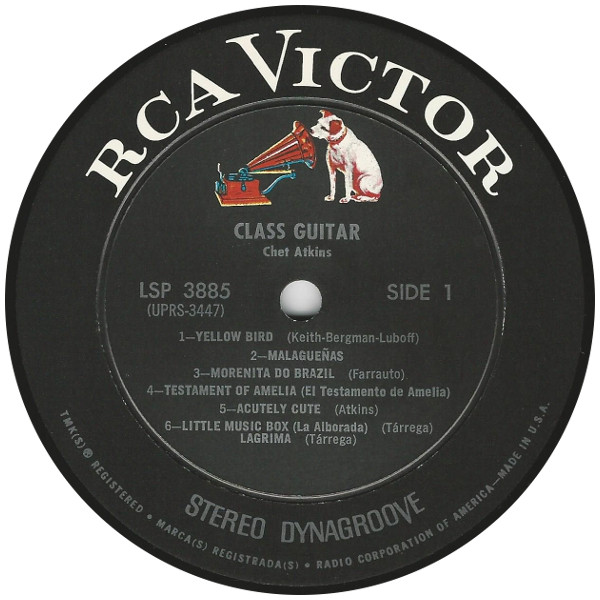 RCA VICTOR
CLASS GUITAR
Chet Atkins
LSP 3885
(UPRS-3447)
SIDE 1
1—YELLOW BIRD (Keith-Bergman-Luboff)
2—MALAGUEÑAS
3—MORENITA DO BRAZIL (Farrauto)
4—TESTAMENT OF AMELIA (El Testamento de Amelia)
5—ACUTELY CUTE (Atkins)
6—LITTLE MUSIC BOX (La Alborada) (Tárrega)
LAGRIMA (Tárrega)
STEREO DYNAGROOVE
TMK(S)® REGISTERED • MARCA(S) REGISTRADA(S) • RADIO CORPORATION OF AMERICA—MADE IN U.S.A.